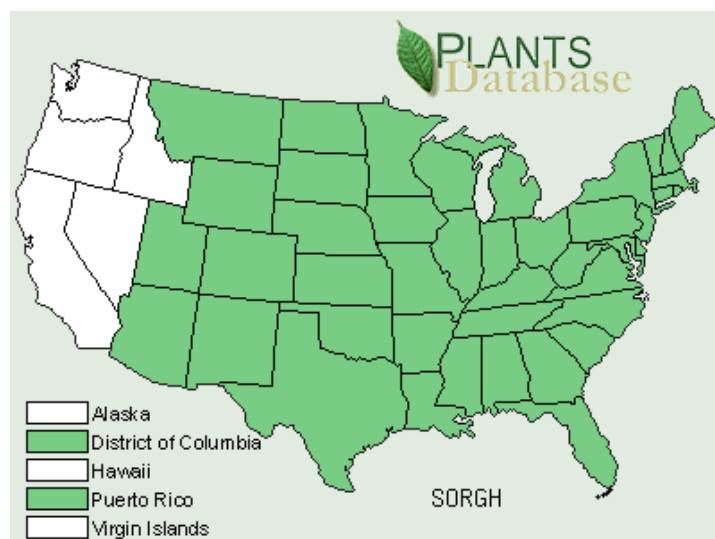 PLANTS
Database
Alaska
District of Columbia
Hawaii
Puerto Rico
Virgin Islands
SORGH